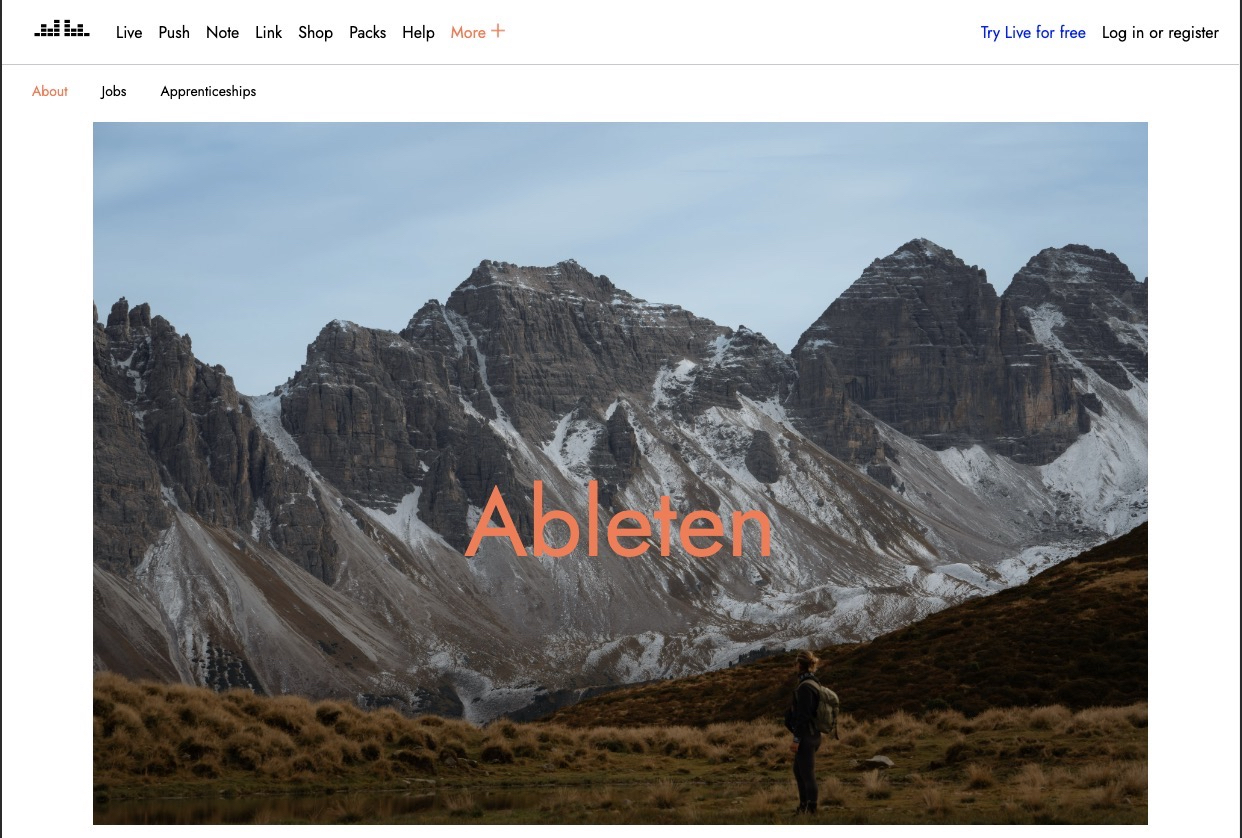 Live Push Note Link Shop Packs Help More + Try Live for free Log in or register
About Jobs Apprenticeships
Ableten